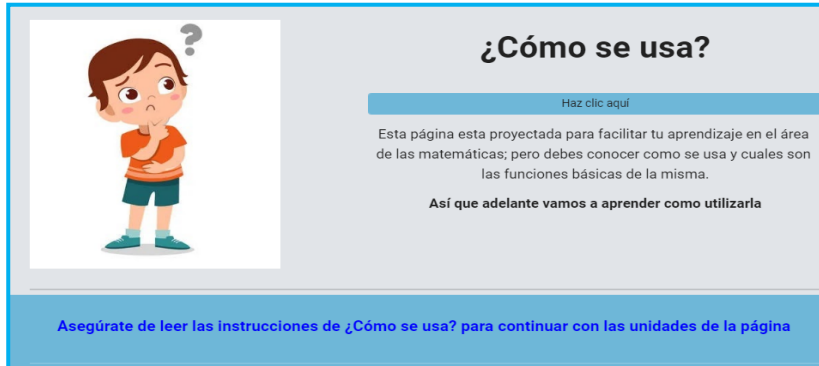 ¿Cómo se usa?
Haz clic aquí
Esta página esta proyectada para facilitar tu aprendizaje en el área
de las matemáticas; pero debes conocer como se usa y cuales son
las funciones básicas de la misma.
Así que adelante vamos a aprender como utilizarla
Asegúrate de leer las instrucciones de ¿Cómo se usa? para continuar con las unidades de la página